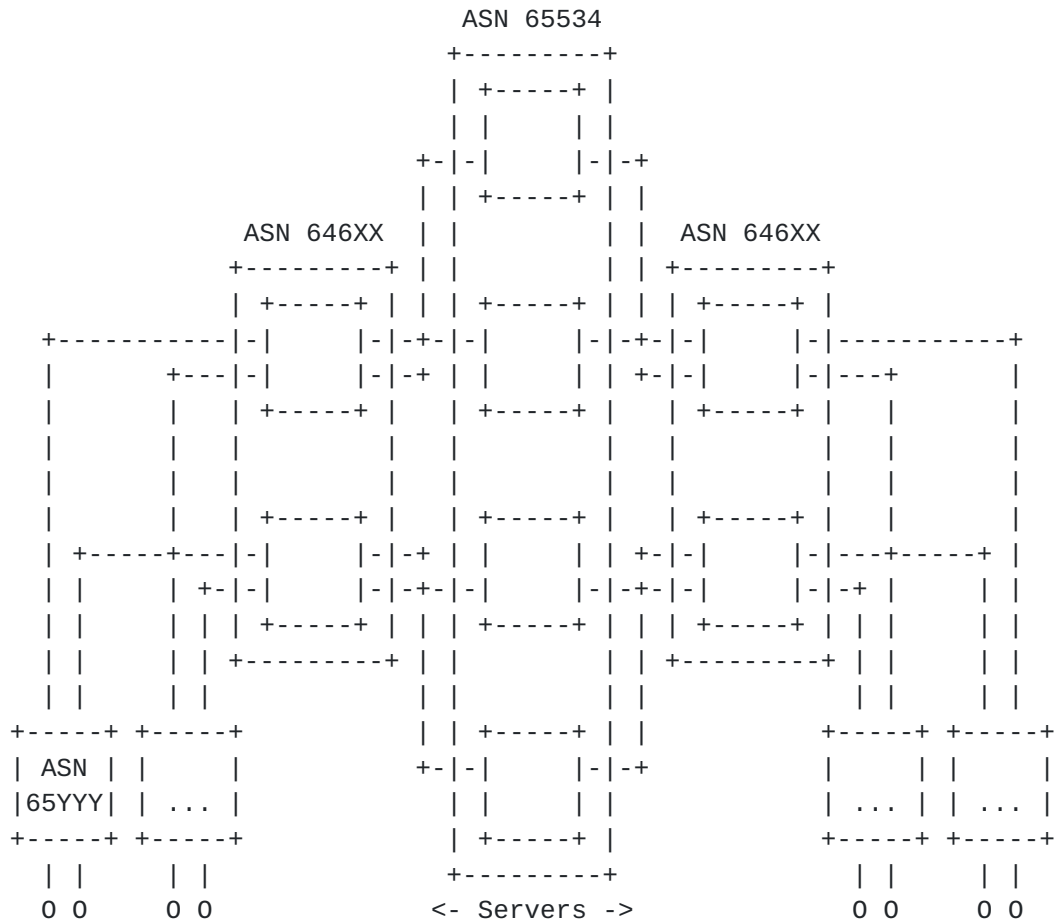 ASN 65534
ASN 646XX ASN 646XX
ASN
65YYY ... ... ...
O O O O <- Servers -> O O O O